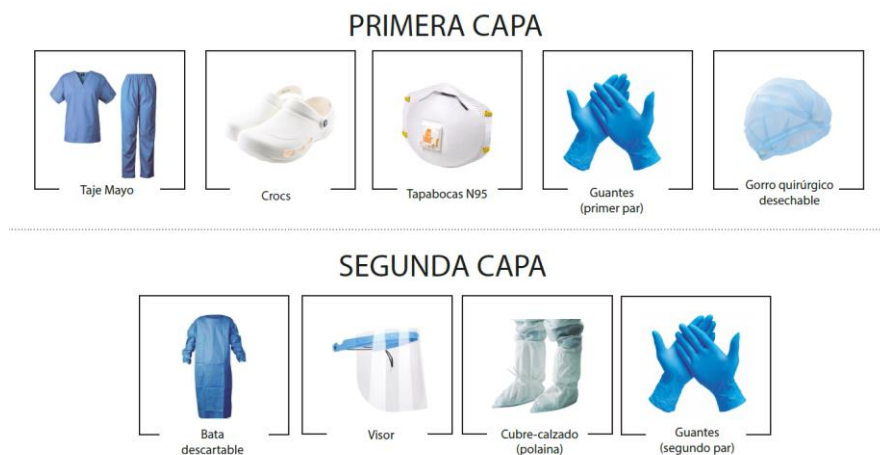 PRIMERA CAPA
Taje Mayo
Crocs
Tapabocas N95
Guantes
(primer par)
Gorro quirúrgico
desechable
SEGUNDA CAPA
Bata
descartable
Visor
Cubre-calzado
(polaina)
Guantes
(segundo par)